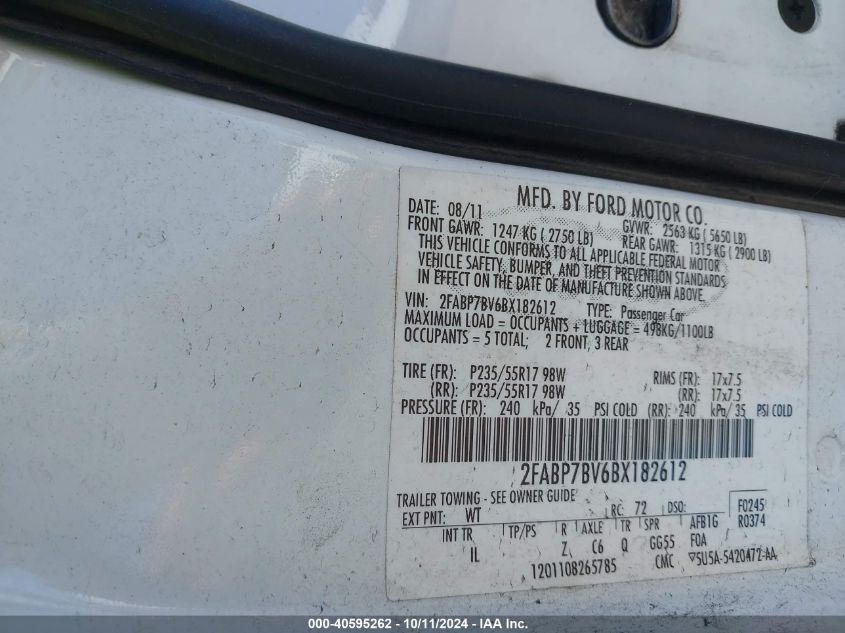 MFD. BY FORD MOTOR CO.
DATE: 08/11 GVWR: 2563 KG ( 5650 LB)
FRONT GAWR: 1247 KG ( 2750 LB) REAR GAWR: 1315 KG ( 2900 LB)
THIS VEHICLE CONFORMS TO ALL APPLICABLE FEDERAL MOTOR
VEHICLE SAFETY, BUMPER, AND THEFT PREVENTION STANDARDS
IN EFFECT ON THE DATE OF MANUFACTURE SHOWN ABOVE.
VIN: 2FABP7BV6BX182612 TYPE: Passenger Car
MAXIMUM LOAD = OCCUPANTS + LUGGAGE = 498KG/1100LB
OCCUPANTS = 5 TOTAL; 2 FRONT, 3 REAR
TIRE (FR): P235/55R17 98W RIMS (FR): 17x7.5
(RR): P235/55R17 98W (RR): 17x7.5
PRESSURE (FR): 240 kPa/ 35 PSI COLD (RR): 240 kPa/ 35 PSI COLD
2FABP7BV6BX182612
TRAILER TOWING - SEE OWNER GUIDE
EXT PNT: WT RC: 72 DSO: F0245
INT TR TP/PS R AXLE TR SPR AFB1G R0374
IL Z C6 Q GG55 FOA
1201108265785 CMC 5U5A-5420472-AA
000-40595262 - 10/11/2024 - IAA Inc.